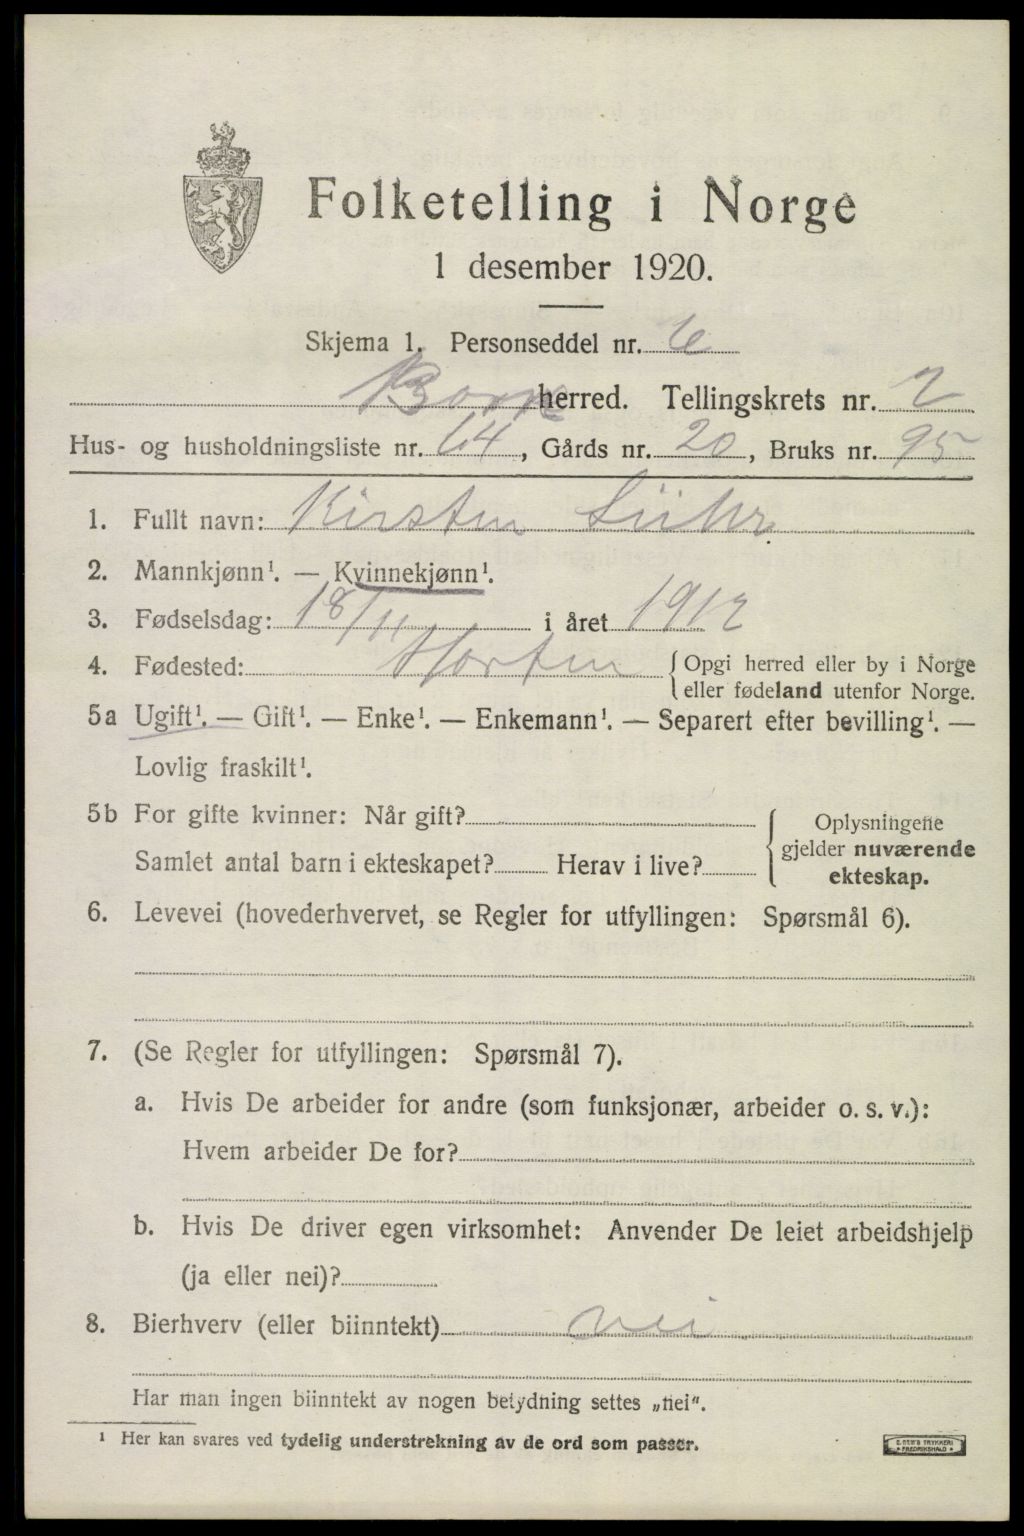 Folketelling i Norge
1 desember 1920.
Skjema 1. Personseddel nr. 6
Borre herred. Tellingskrets nr. 2
Hus- og husholdningsliste nr. 64, Gårds nr. 20, Bruks nr. 95
1. Fullt navn: Kirsten Lühr
2. Mannkjønn¹. — Kvinnekjønn¹.
3. Fødselsdag: 18/11 i året 1912
4. Fødested: Horten { Opgi herred eller by i Norge
eller fødeland utenfor Norge.
5a Ugift¹. — Gift¹. — Enke¹. — Enkemann¹. — Separert efter bevilling¹. —
Lovlig fraskilt¹.
5b For gifte kvinner: Når gift?
Samlet antal barn i ekteskapet? Herav i live?
{ Oplysningene
gjelder nuværende
ekteskap.
6. Levevei (hovederhvervet, se Regler for utfyllingen: Spørsmål 6).
7. (Se Regler for utfyllingen: Spørsmål 7).
a. Hvis De arbeider for andre (som funksjonær, arbeider o. s. v.):
Hvem arbeider De for?
b. Hvis De driver egen virksomhet: Anvender De leiet arbeidshjelp
(ja eller nei)?
8. Bierhverv (eller biinntekt) nei
Har man ingen biinntekt av nogen betydning settes „nei".
¹ Her kan svares ved tydelig understrekning av de ord som passer.